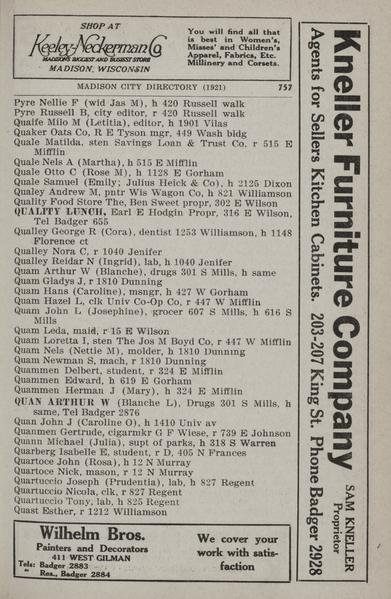 SHOP AT
Keeley-Neckerman Co
MADISON'S BIGGEST AND BUSIEST STORE
MADISON, WISCONSIN
You will find all that
is best in Women's,
Misses' and Children's
Apparel, Fabrics, Etc.
Millinery and Corsets.
MADISON CITY DIRECTORY (1921) 757
Pyre Nellie F (wid Jas M), h 420 Russell walk
Pyre Russell B, city editor, r 420 Russell walk
Quaife Milo M (Letitia), editor, h 1901 Vilas
Quaker Oats Co, R E Tyson mgr, 449 Wash bldg
Quale Matilda, sten Savings Loan & Trust Co, r 515 E
Mifflin
Quale Nels A (Martha), h 515 E Mifflin
Quale Otto C (Rose M), h 1128 E Gorham
Quale Samuel (Emily; Julius Heick & Co), h 2125 Dixon
Qualey Andrew M, pntr Wis Wagon Co, h 821 Williamson
Quality Food Store The, Ben Sweet propr, 302 E Wilson
QUALITY LUNCH, Earl E Hodgin Propr, 316 E Wilson,
Tel Badger 655
Qualley George R (Cora), dentist 1253 Williamson, h 1148
Florence ct
Qualley Nora C, r 1040 Jenifer
Qualley Reidar N (Ingrid), lab, h 1040 Jenifer
Quam Arthur W (Blanche), drugs 301 S Mills, h same
Quam Gladys J, r 1810 Dunning
Quam Hans (Caroline), msngr, h 427 W Gorham
Quam Hazel L, clk Univ Co-Op Co, r 447 W Mifflin
Quam John L (Josephine), grocer 607 S Mills, h 616 S
Mills
Quam Leda, maid, r 15 E Wilson
Quam Loretta I, sten The Jos M Boyd Co, r 447 W Mifflin
Quam Nels (Nettie M), molder, h 1810 Dunning
Quam Newman S, mach, r 1810 Dunning
Quammen Delbert, student, r 324 E Mifflin
Quammen Edward, h 619 E Gorham
Quammen Herman J (Mary), h 324 E Mifflin
QUAN ARTHUR W (Blanche L), Drugs 301 S Mills, h
same, Tel Badger 2876
Quan John J (Caroline O), h 1410 Univ av
Quanmen Gertrude, cigarmkr G F Wiese, r 739 E Johnson
Quann Michael (Julia), supt of parks, h 318 S Warren
Quarberg Isabelle E, student, r D, 405 N Frances
Quartoce John (Rosa), h 12 N Murray
Quartoce Nick, mason, r 12 N Murray
Quartuccio Joseph (Prudentia), lab, h 827 Regent
Quartuccio Nicola, clk, r 827 Regent
Quartuccio Tony, lab, h 825 Regent
Quast Esther, r 1212 Williamson
Wilhelm Bros.
Painters and Decorators
411 WEST GILMAN
Tels: Badger 2883
" Res., Badger 2884
We cover your
work with satis-
faction
Kneller Furniture Company
SAM KNELLER
Proprietor
Agents for Sellers Kitchen Cabinets. 203-207 King St. Phone Badger 2928